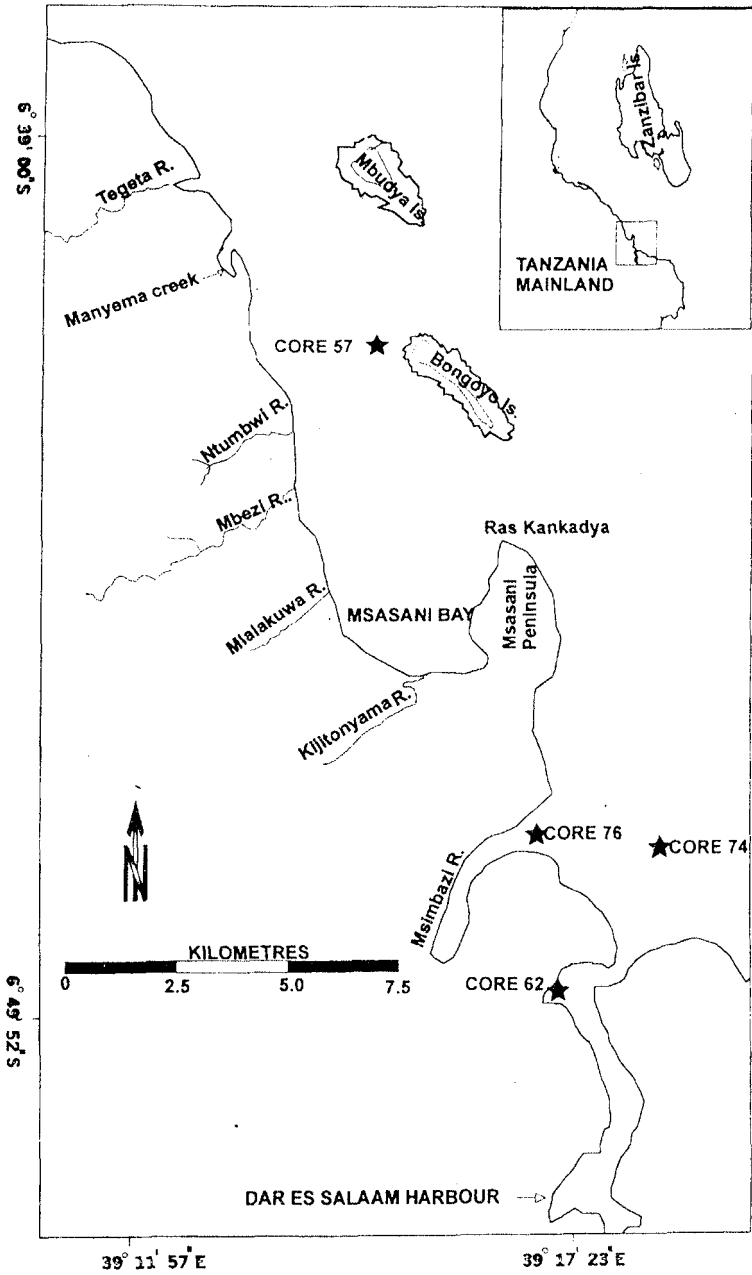 6° 39' 00"S
Zanzibar Is
TANZANIA
MAINLAND
Tegeta R.
Mbudya Is
Manyema creek
CORE 57
Bongoyo Is.
Ntumbwi R.
Mbezi R..
Ras Kankadya
Msasani
Peninsula
Mlalakuwa R.
MSASANI BAY
Kijitonyama R.
N
CORE 76
CORE 74
Msimbazi R.
KILOMETRES
0 2.5 5.0 7.5
CORE 62
6° 49' 52"S
DAR ES SALAAM HARBOUR
39° 11' 57"E
39° 17' 23"E